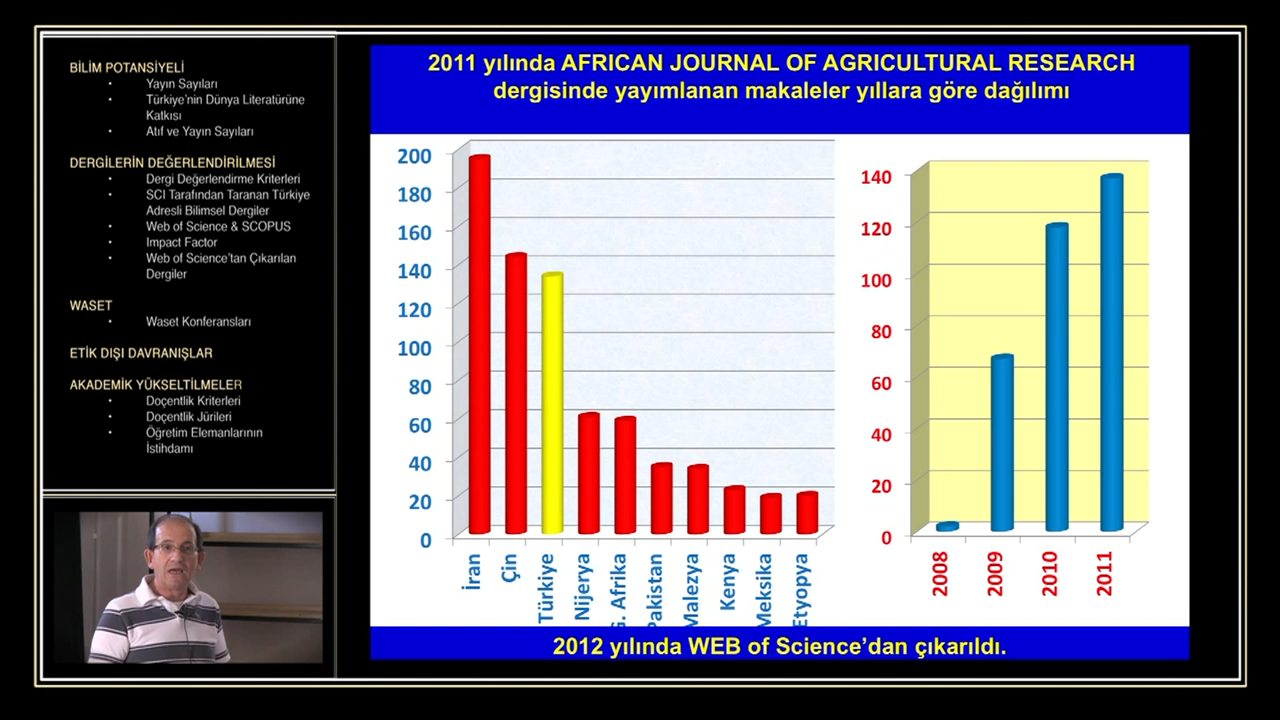 BİLİM POTANSİYELİ
• Yayın Sayıları
• Türkiye'nin Dünya Literatürüne
Katkısı
• Atıf ve Yayın Sayıları
DERGİLERİN DEĞERLENDİRİLMESİ
• Dergi Değerlendirme Kriterleri
• SCI Tarafından Taranan Türkiye
Adresli Bilimsel Dergiler
• Web of Science & SCOPUS
• Impact Factor
• Web of Science'tan Çıkarılan
Dergiler
WASET
• Waset Konferansları
ETİK DIŞI DAVRANIŞLAR
AKADEMİK YÜKSELTİLMELER
• Doçentlik Kriterleri
• Doçentlik Jürileri
• Öğretim Elemanlarının
İstihdamı
2011 yılında AFRICAN JOURNAL OF AGRICULTURAL RESEARCH
dergisinde yayımlanan makaleler yıllara göre dağılımı
200
180
160
140
120
100
80
60
40
20
0
İran
Çin
Türkiye
Nijerya
G. Afrika
Pakistan
Malezya
Kenya
Meksika
Etyopya
140
120
100
80
60
40
20
0
2008
2009
2010
2011
2012 yılında WEB of Science'dan çıkarıldı.